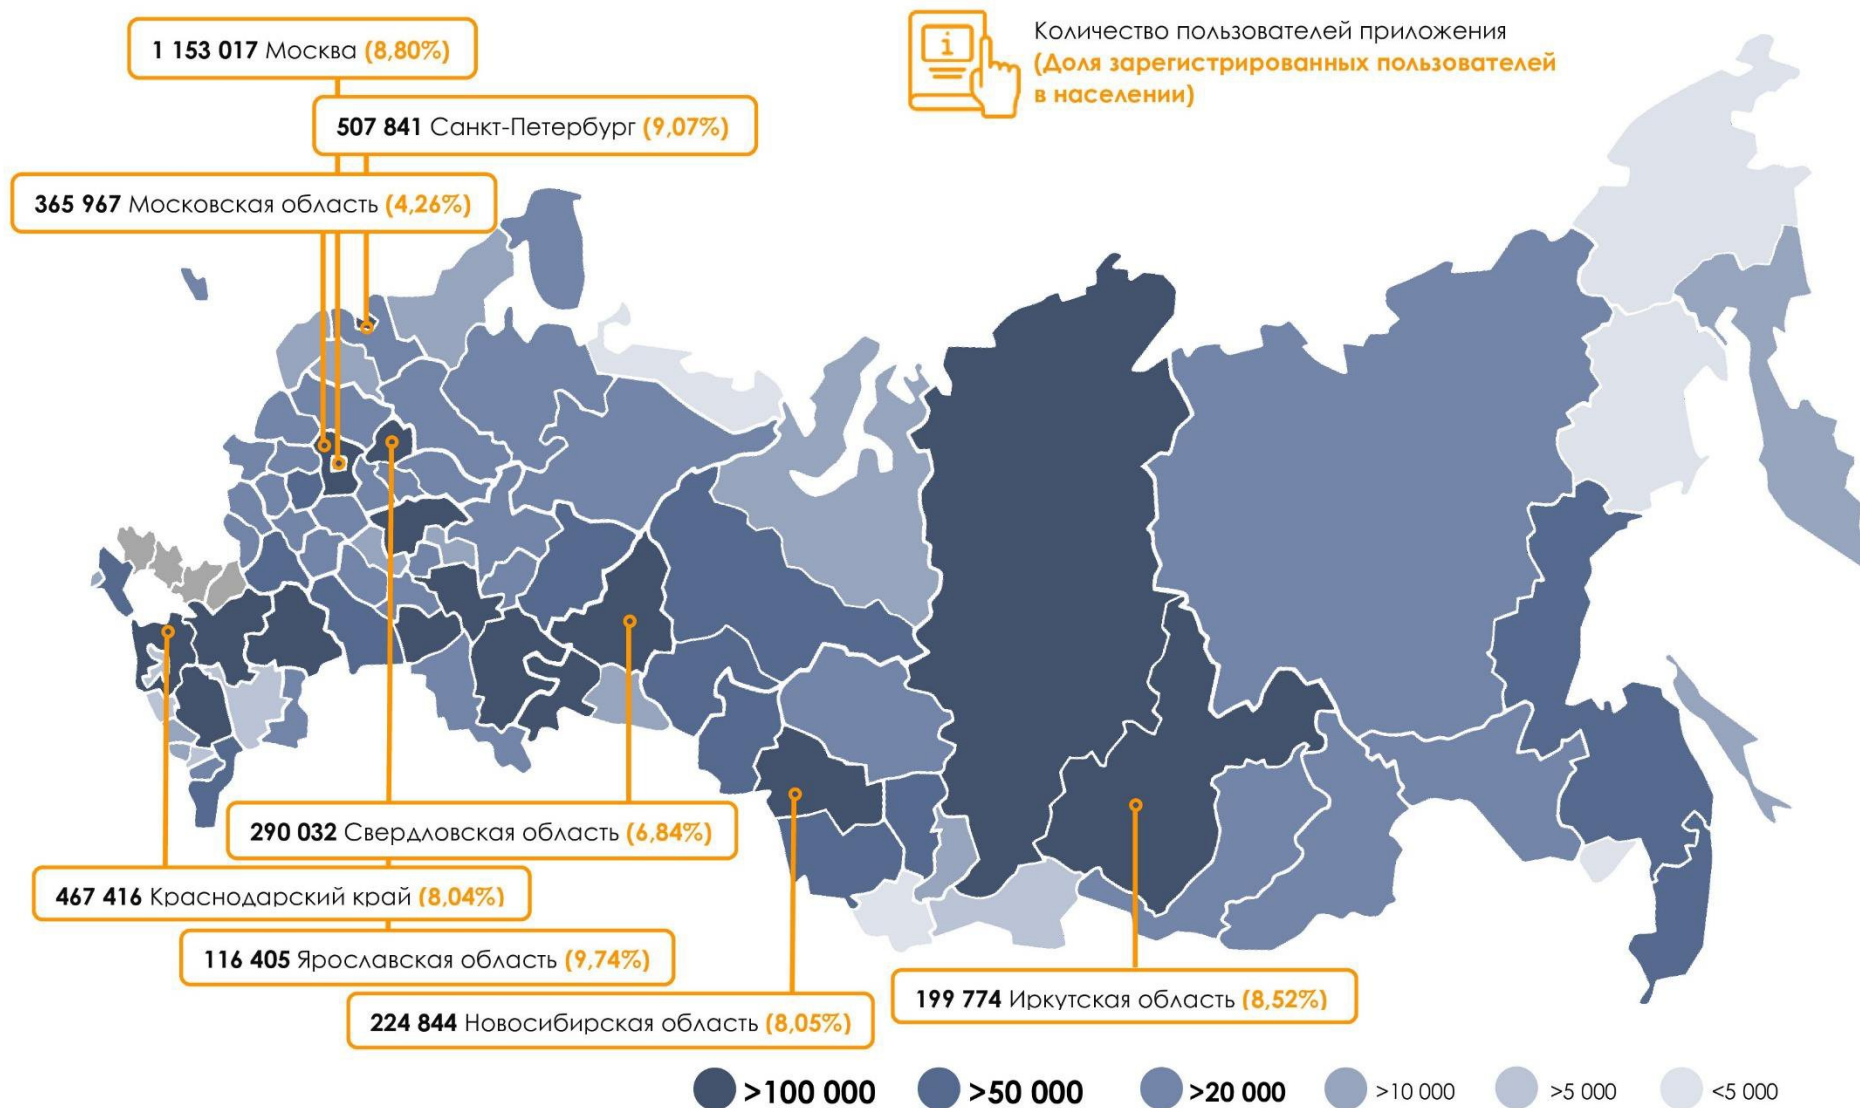 1 153 017 Москва (8,80%)
Количество пользователей приложения
(Доля зарегистрированных пользователей
в населении)
507 841 Санкт-Петербург (9,07%)
365 967 Московская область (4,26%)
290 032 Свердловская область (6,84%)
467 416 Краснодарский край (8,04%)
116 405 Ярославская область (9,74%)
224 844 Новосибирская область (8,05%)
199 774 Иркутская область (8,52%)
>100 000 >50 000 >20 000 >10 000 >5 000 <5 000